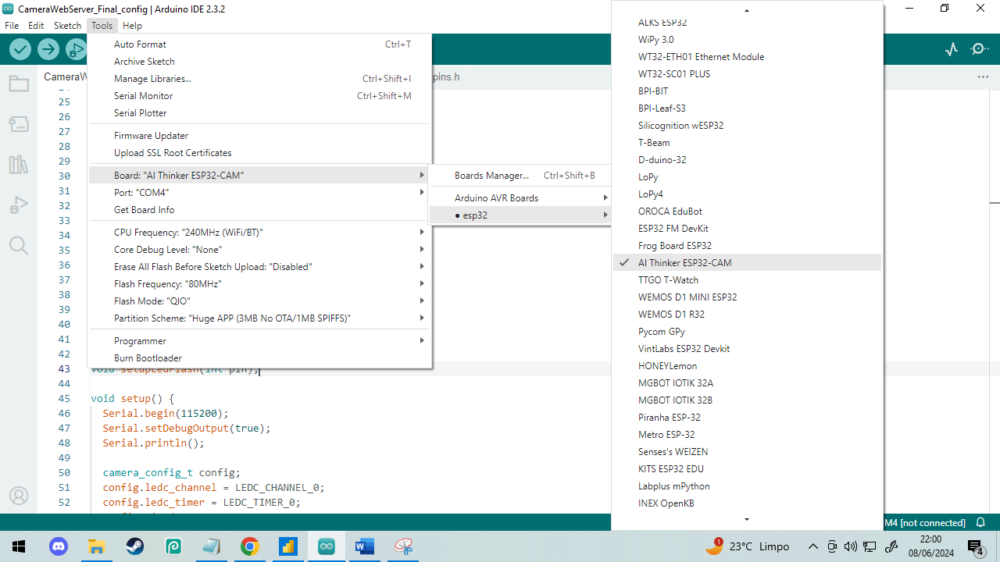 CameraWebServer_Final_config | Arduino IDE 2.3.2
File Edit Sketch Tools Help
CameraW
pins.h
Auto Format Ctrl+T
Archive Sketch
Manage Libraries... Ctrl+Shift+I
Serial Monitor Ctrl+Shift+M
Serial Plotter
Firmware Updater
Upload SSL Root Certificates
Board: "AI Thinker ESP32-CAM"
Port: "COM4"
Get Board Info
CPU Frequency: "240MHz (WiFi/BT)"
Core Debug Level: "None"
Erase All Flash Before Sketch Upload: "Disabled"
Flash Frequency: "80MHz"
Flash Mode: "QIO"
Partition Scheme: "Huge APP (3MB No OTA/1MB SPIFFS)"
Programmer
Burn Bootloader
Boards Manager... Ctrl+Shift+B
Arduino AVR Boards
● esp32
ALKS ESP32
WiPy 3.0
WT32-ETH01 Ethernet Module
WT32-SC01 PLUS
BPI-BIT
BPI-Leaf-S3
Silicognition wESP32
T-Beam
D-duino-32
LoPy
LoPy4
OROCA EduBot
ESP32 FM DevKit
Frog Board ESP32
AI Thinker ESP32-CAM
TTGO T-Watch
WEMOS D1 MINI ESP32
WEMOS D1 R32
Pycom GPy
VintLabs ESP32 Devkit
HONEYLemon
MGBOT IOTIK 32A
MGBOT IOTIK 32B
Piranha ESP-32
Metro ESP-32
Senses's WEIZEN
KITS ESP32 EDU
Labplus mPython
INEX OpenKB
25
26
27
28
29
30
31
32
33
34
35
36
37
38
39
40
41
42
43 void setupLedFlash(int pin);
44
45 void setup() {
46 Serial.begin(115200);
47 Serial.setDebugOutput(true);
48 Serial.println();
49
50 camera_config_t config;
51 config.ledc_channel = LEDC_CHANNEL_0;
52 config.ledc_timer = LEDC_TIMER_0;
M4 [not connected]
1
23°C Limpo
22:00
08/06/2024
4